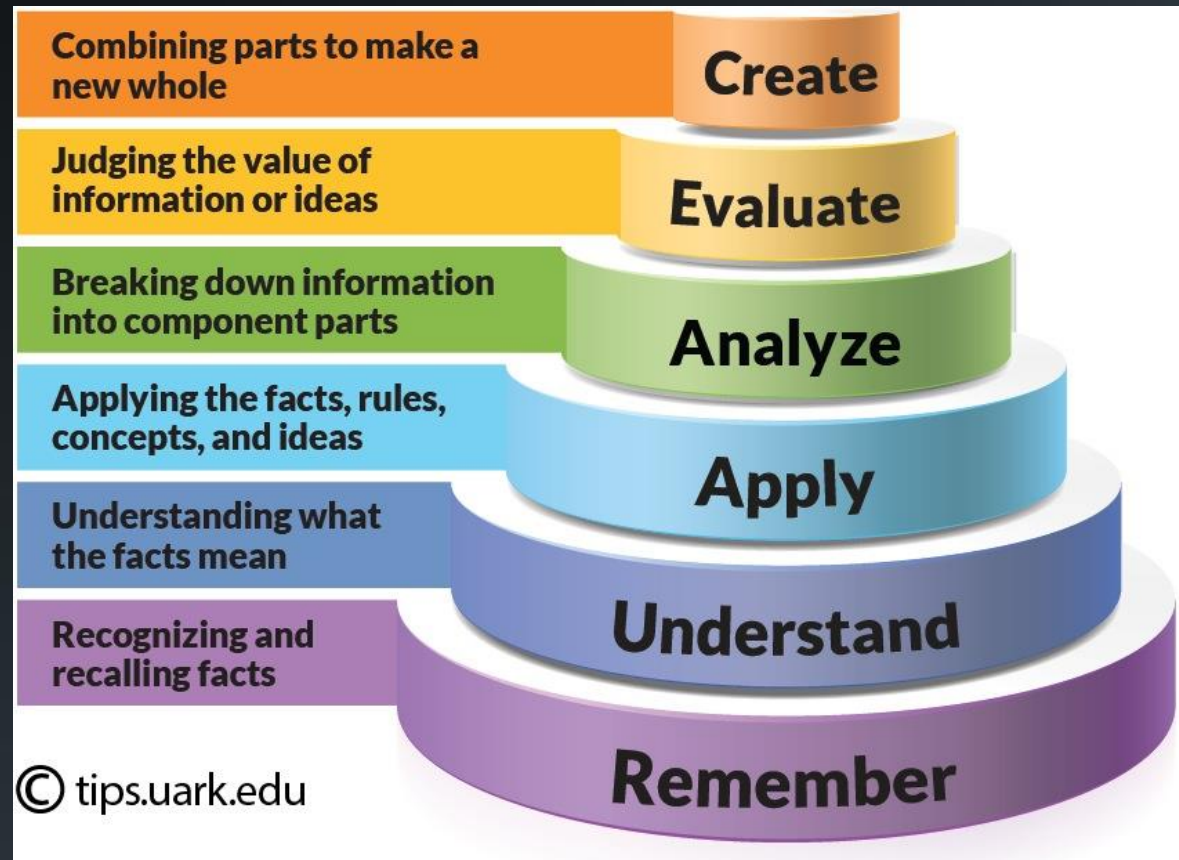 Combining parts to make a
new whole
Create
Judging the value of
information or ideas
Evaluate
Breaking down information
into component parts
Analyze
Applying the facts, rules,
concepts, and ideas
Apply
Understanding what
the facts mean
Understand
Recognizing and
recalling facts
Remember
© tips.uark.edu